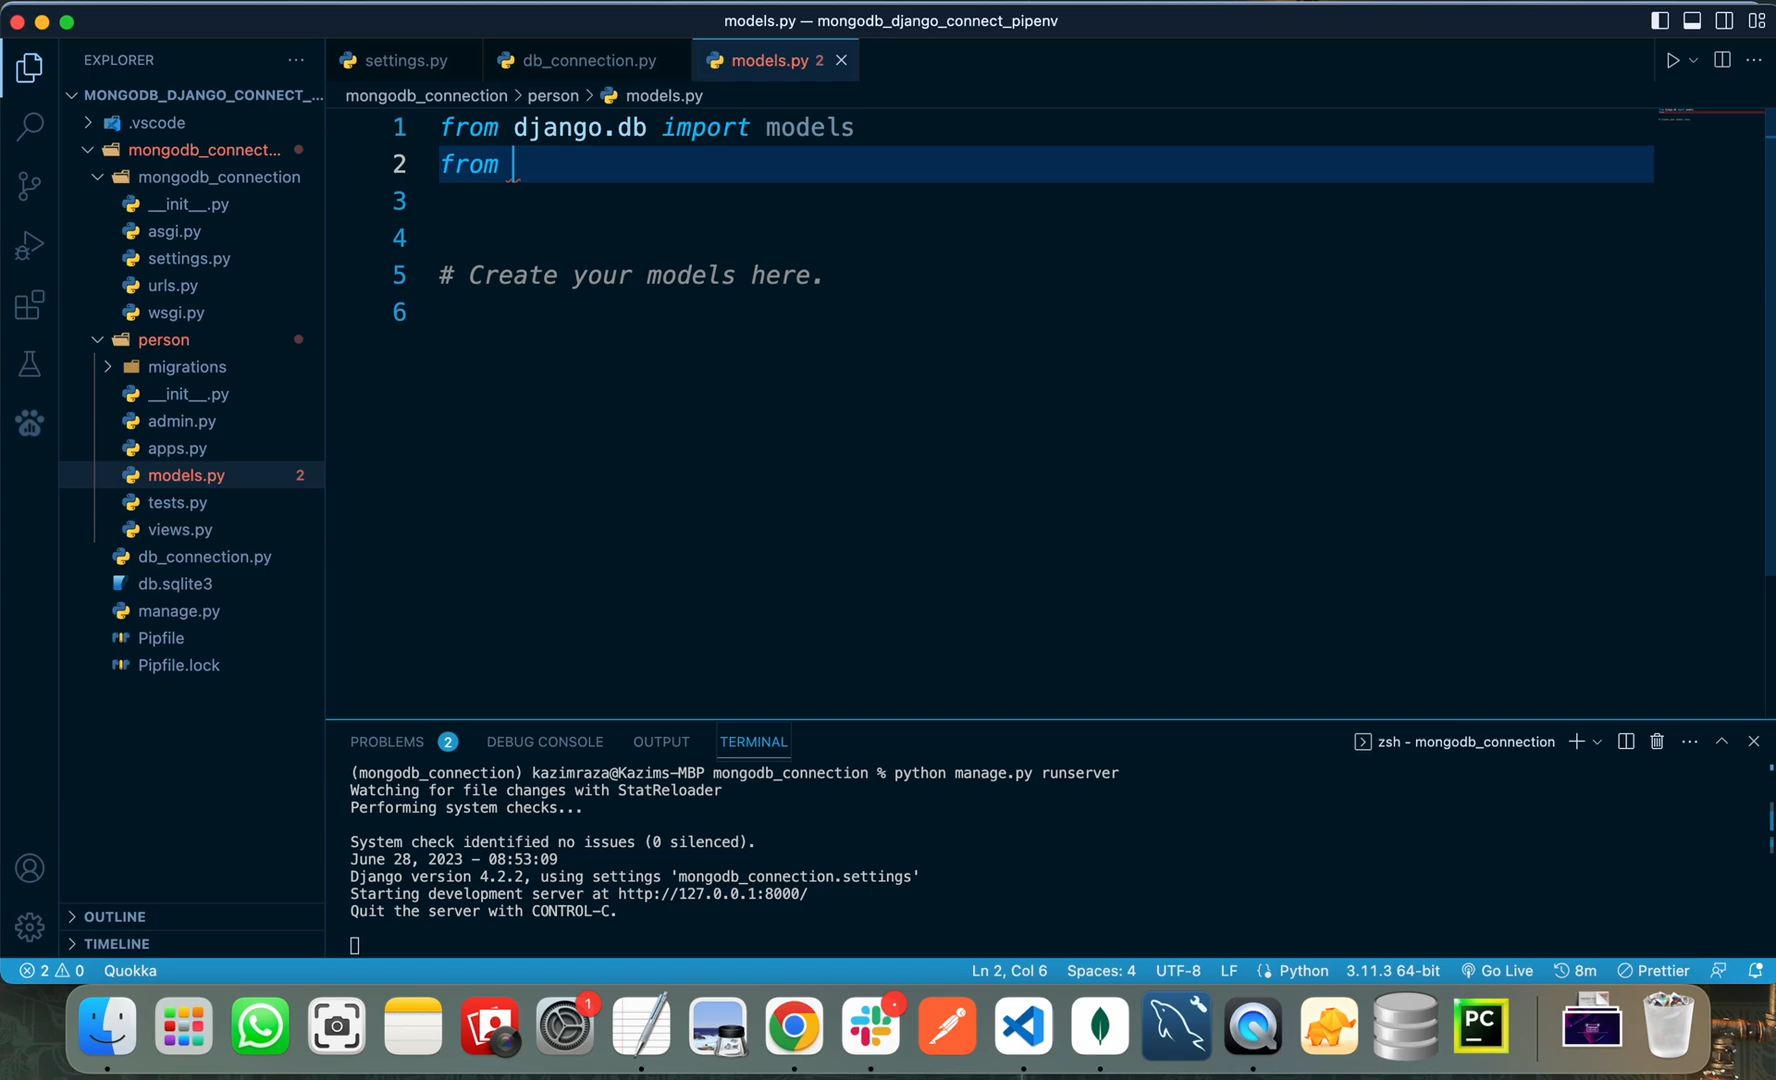 models.py — mongodb_django_connect_pipenv
EXPLORER
settings.py
db_connection.py
models.py 2
MONGODB_DJANGO_CONNECT_...
mongodb_connection > person > models.py
.vscode
mongodb_connect...
mongodb_connection
__init__.py
asgi.py
settings.py
urls.py
wsgi.py
person
migrations
__init__.py
admin.py
apps.py
models.py 2
tests.py
views.py
db_connection.py
db.sqlite3
manage.py
Pipfile
Pipfile.lock
OUTLINE
TIMELINE
1 from django.db import models
2 from
3
4
5 # Create your models here.
6
PROBLEMS 2 DEBUG CONSOLE OUTPUT TERMINAL
zsh - mongodb_connection
(mongodb_connection) kazimraza@Kazims-MBP mongodb_connection % python manage.py runserver
Watching for file changes with StatReloader
Performing system checks...
System check identified no issues (0 silenced).
June 28, 2023 - 08:53:09
Django version 4.2.2, using settings 'mongodb_connection.settings'
Starting development server at http://127.0.0.1:8000/
Quit the server with CONTROL-C.
2 0 Quokka
Ln 2, Col 6 Spaces: 4 UTF-8 LF Python 3.11.3 64-bit Go Live 8m Prettier
1
PC